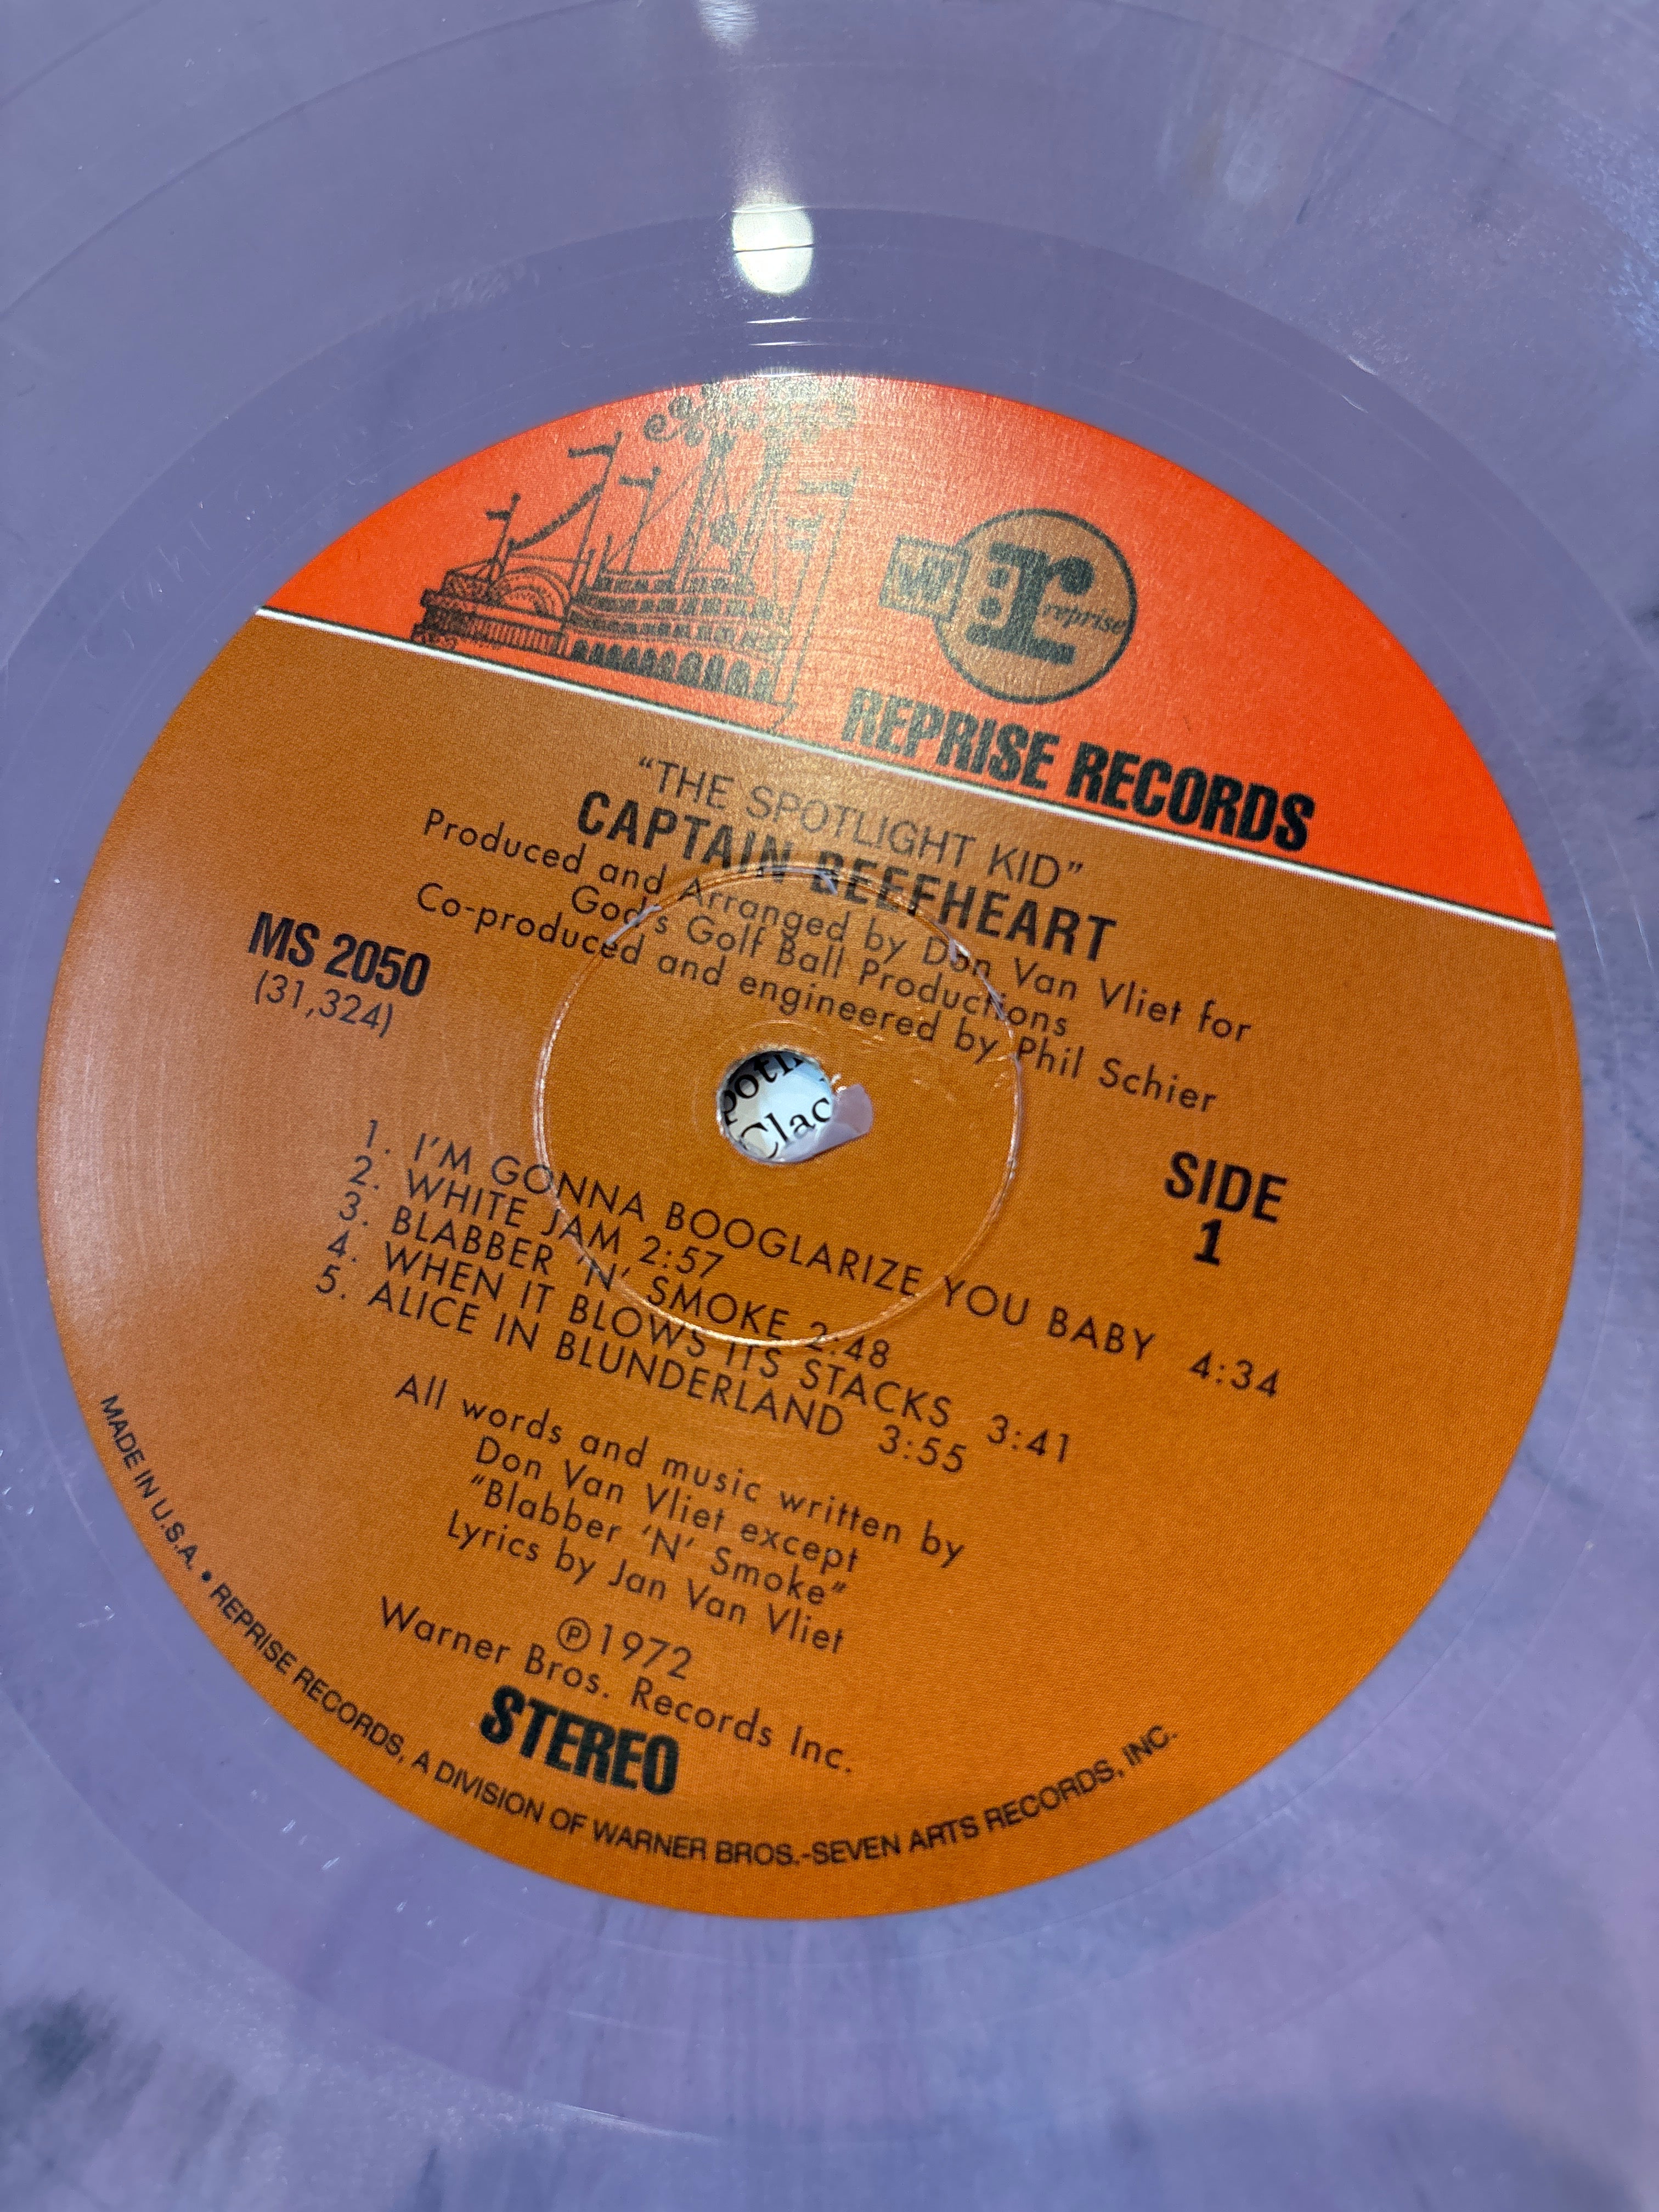 W
r
reprise
REPRISE RECORDS
“THE SPOTLIGHT KID”
CAPTAIN BEEFHEART
Produced and Arranged by Don Van Vliet for
God's Golf Ball Productions
Co-produced and engineered by Phil Schier
MS 2050
(31,324)
SIDE
1
1. I'M GONNA BOOGLARIZE YOU BABY 4:34
2. WHITE JAM 2:57
3. BLABBER 'N' SMOKE 2:48
4. WHEN IT BLOWS ITS STACKS 3:41
5. ALICE IN BLUNDERLAND 3:55
All words and music written by
Don Van Vliet except
"Blabber 'N' Smoke"
Lyrics by Jan Van Vliet
℗1972
Warner Bros. Records Inc.
STEREO
MADE IN U.S.A. • REPRISE RECORDS, A DIVISION OF WARNER BROS.-SEVEN ARTS RECORDS, INC.